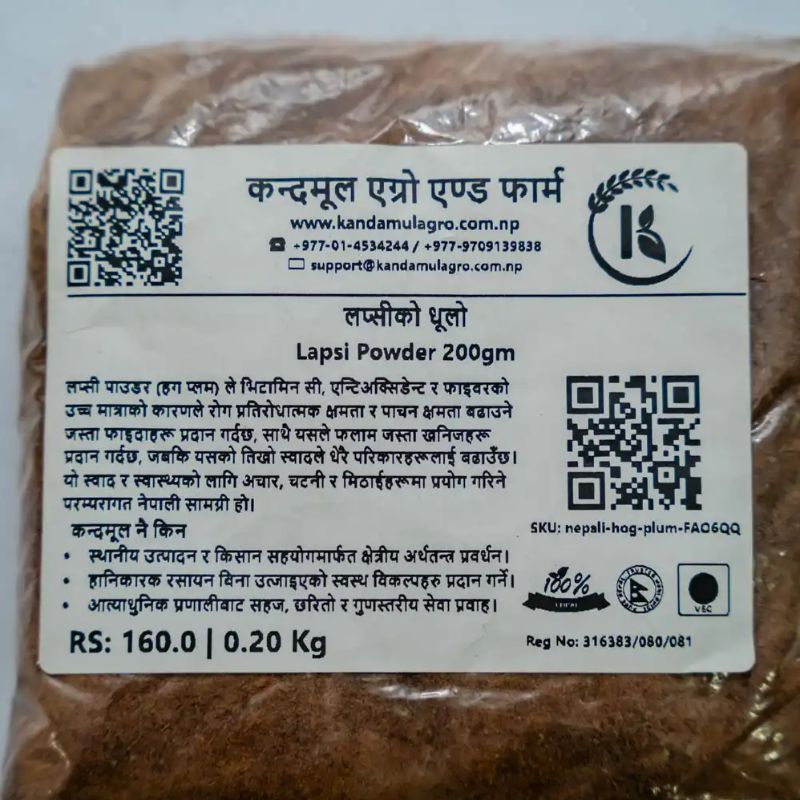 कन्दमूल एग्रो एण्ड फार्म
www.kandamulagro.com.np
+977-01-4534244 / +977-9709139838
support@kandamulagro.com.np
लप्सीको धूलो
Lapsi Powder 200gm
लप्सी पाउडर (हग प्लम) ले भिटामिन सी, एन्टिअक्सिडेन्ट र फाइबरको
उच्च मात्राको कारणले रोग प्रतिरोधात्मक क्षमता र पाचन क्षमता बढाउने
जस्ता फाइदाहरू प्रदान गर्दछ, साथै यसले फलाम जस्ता खनिजहरू
प्रदान गर्दछ, जबकि यसको तिखो स्वादले धेरै परिकारहरूलाई बढाउँछ।
यो स्वाद र स्वास्थ्यको लागि अचार, चटनी र मिठाईहरूमा प्रयोग गरिने
परम्परागत नेपाली सामग्री हो।
कन्दमूल नै किन
• स्थानीय उत्पादन र किसान सहयोगमार्फत क्षेत्रीय अर्थतन्त्र प्रवर्धन।
• हानिकारक रसायन विना उब्जाइएको स्वस्थ विकल्पहरु प्रदान गर्ने।
• आत्याधुनिक प्रणालीबाट सहज, छरितो र गुणस्तरीय सेवा प्रवाह।
RS: 160.0 | 0.20 Kg
SKU: nepali-hog-plum-FAO6QQ
100%
VEG
Reg No: 316383/080/081